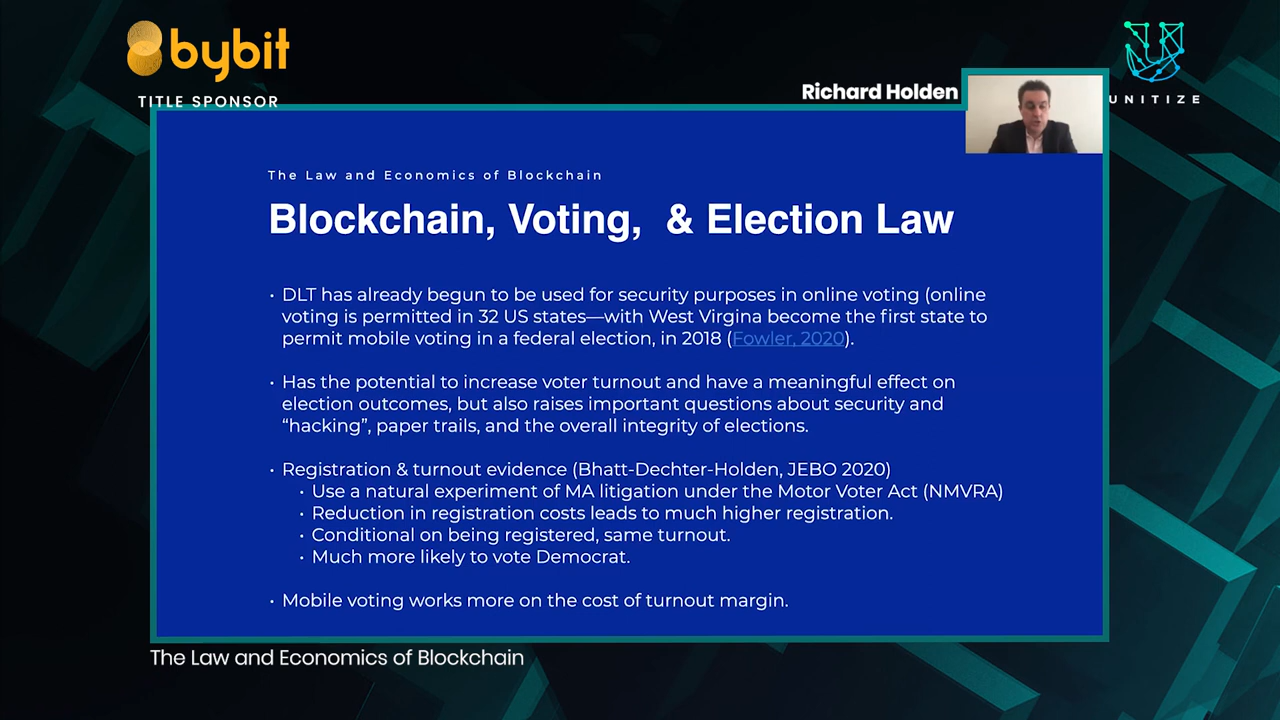 bybit
TITLE SPONSOR
Richard Holden
UNITIZE
The Law and Economics of Blockchain
Blockchain, Voting, & Election Law
• DLT has already begun to be used for security purposes in online voting (online
voting is permitted in 32 US states—with West Virgina become the first state to
permit mobile voting in a federal election, in 2018 (Fowler, 2020).
• Has the potential to increase voter turnout and have a meaningful effect on
election outcomes, but also raises important questions about security and
“hacking”, paper trails, and the overall integrity of elections.
• Registration & turnout evidence (Bhatt-Dechter-Holden, JEBO 2020)
• Use a natural experiment of MA litigation under the Motor Voter Act (NMVRA)
• Reduction in registration costs leads to much higher registration.
• Conditional on being registered, same turnout.
• Much more likely to vote Democrat.
• Mobile voting works more on the cost of turnout margin.
The Law and Economics of Blockchain